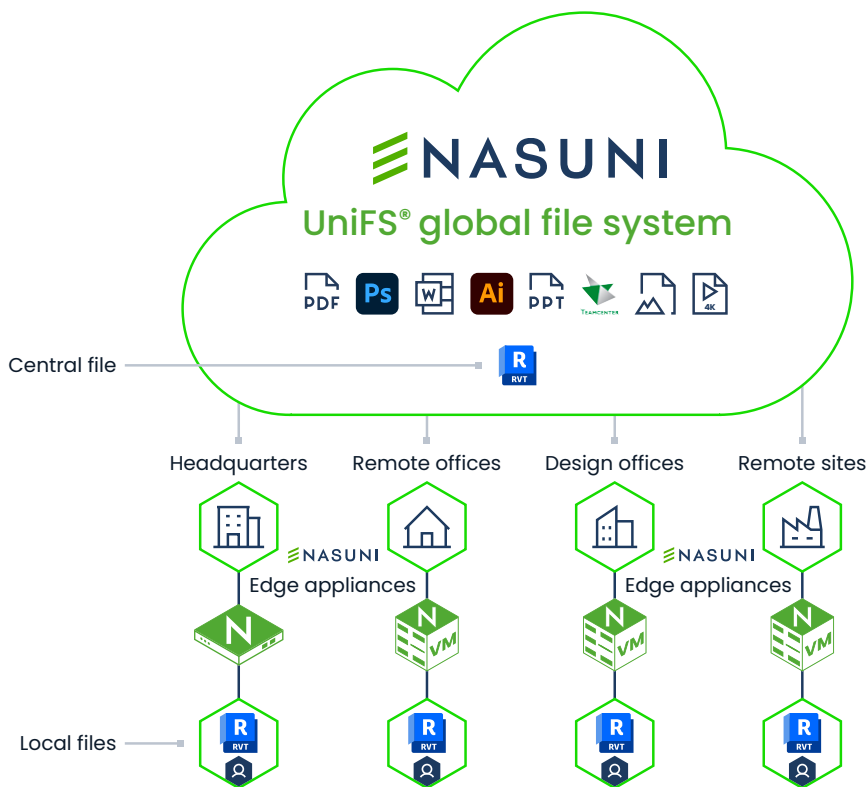 NASUNI
UniFS® global file system
PDF Ps W Ai PPT TEAMCENTER 4K
Central file
R
RVT
Headquarters Remote offices Design offices Remote sites
NASUNI NASUNI
Edge appliances Edge appliances
N N N N
VM VM VM
Local files
R R R R
RVT RVT RVT RVT